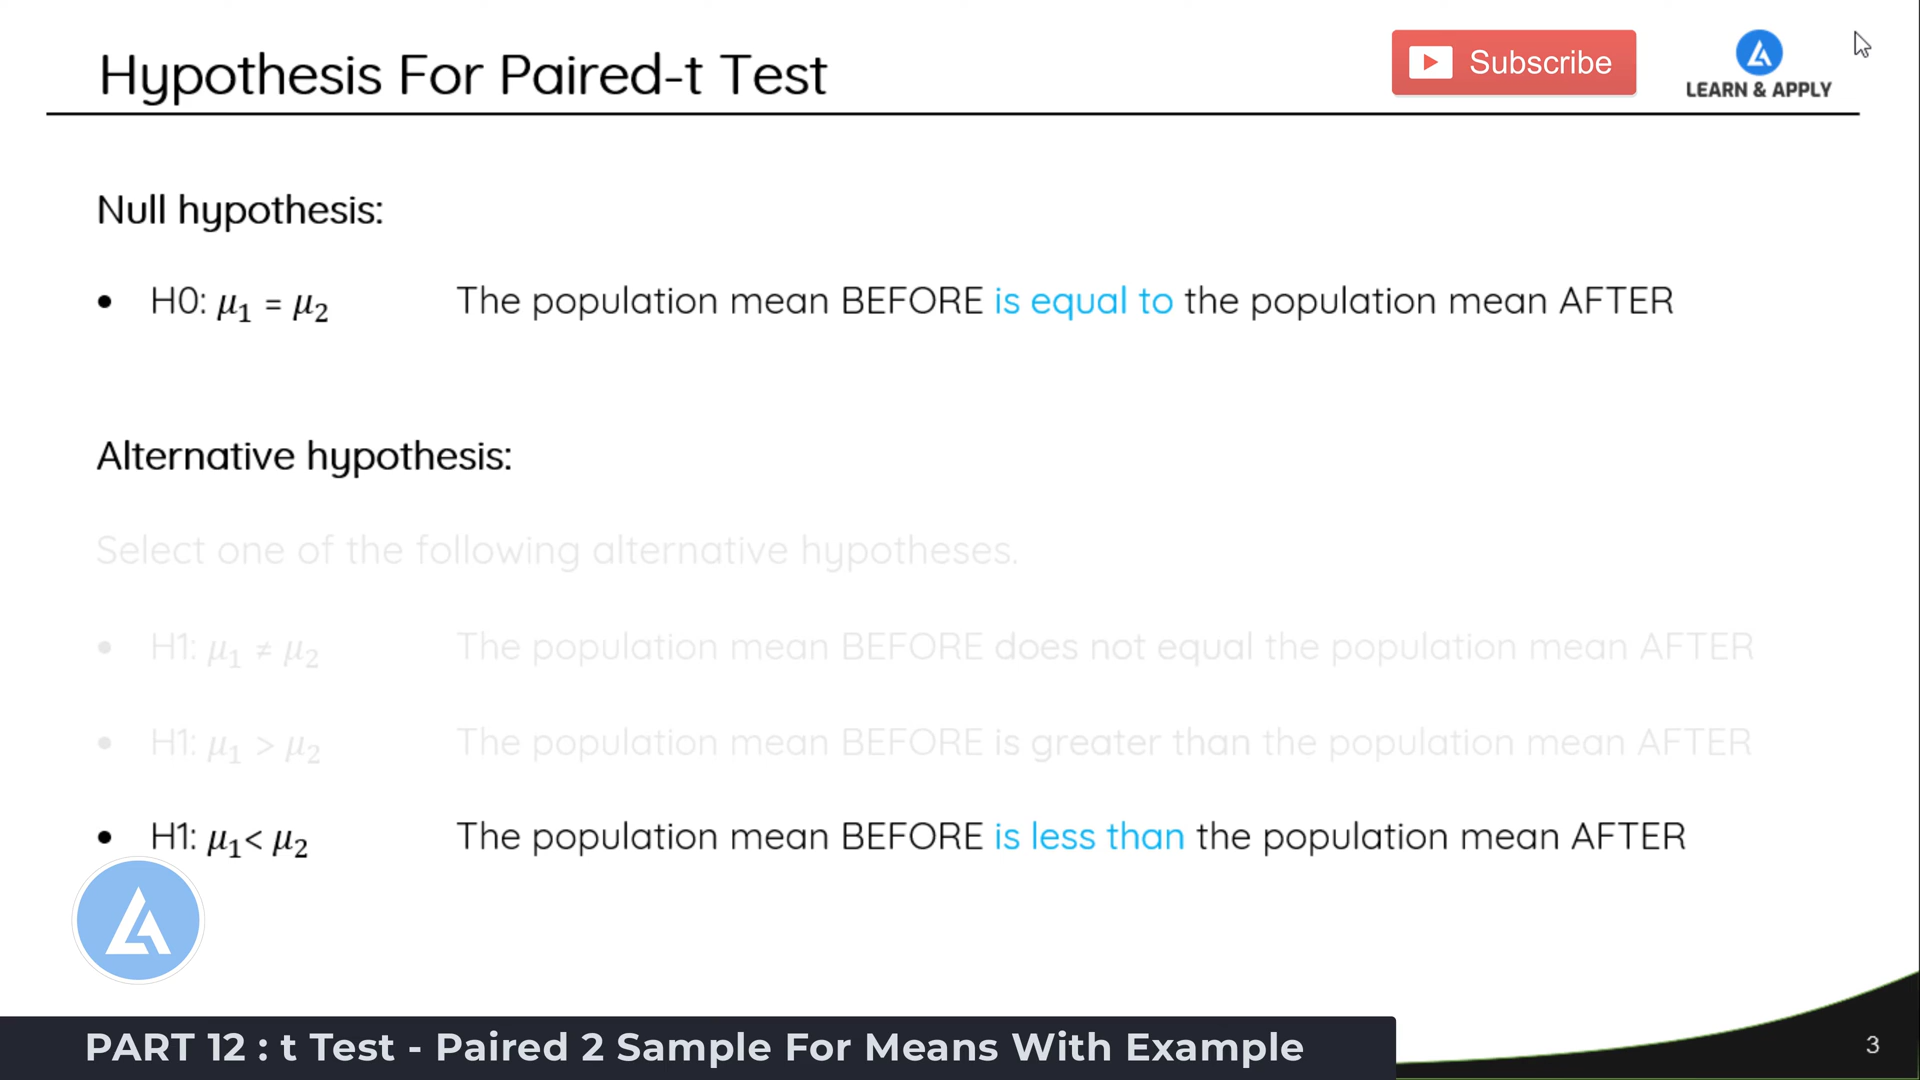 Hypothesis For Paired-t Test
Subscribe
LEARN & APPLY
Null hypothesis:
• H0: μ₁ = μ₂ The population mean BEFORE is equal to the population mean AFTER
Alternative hypothesis:
Select one of the following alternative hypotheses.
• H1: μ₁ ≠ μ₂ The population mean BEFORE does not equal the population mean AFTER
• H1: μ₁ > μ₂ The population mean BEFORE is greater than the population mean AFTER
• H1: μ₁< μ₂ The population mean BEFORE is less than the population mean AFTER
PART 12 : t Test - Paired 2 Sample For Means With Example
3